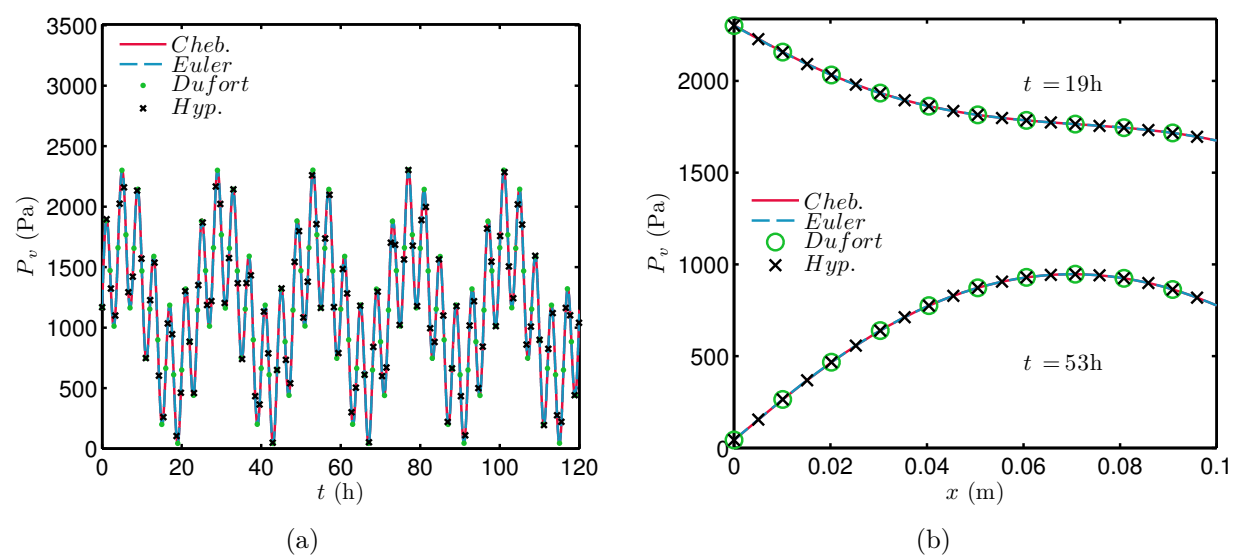 3500
3000
2500
2000
1500
1000
500
0
P_v (Pa)
Cheb.
Euler
Dufort
Hyp.
0 20 40 60 80 100 120
t (h)
(a)
2000
1500
1000
500
0
P_v (Pa)
t = 19h
Cheb.
Euler
Dufort
Hyp.
t = 53h
0 0.02 0.04 0.06 0.08 0.1
x (m)
(b)